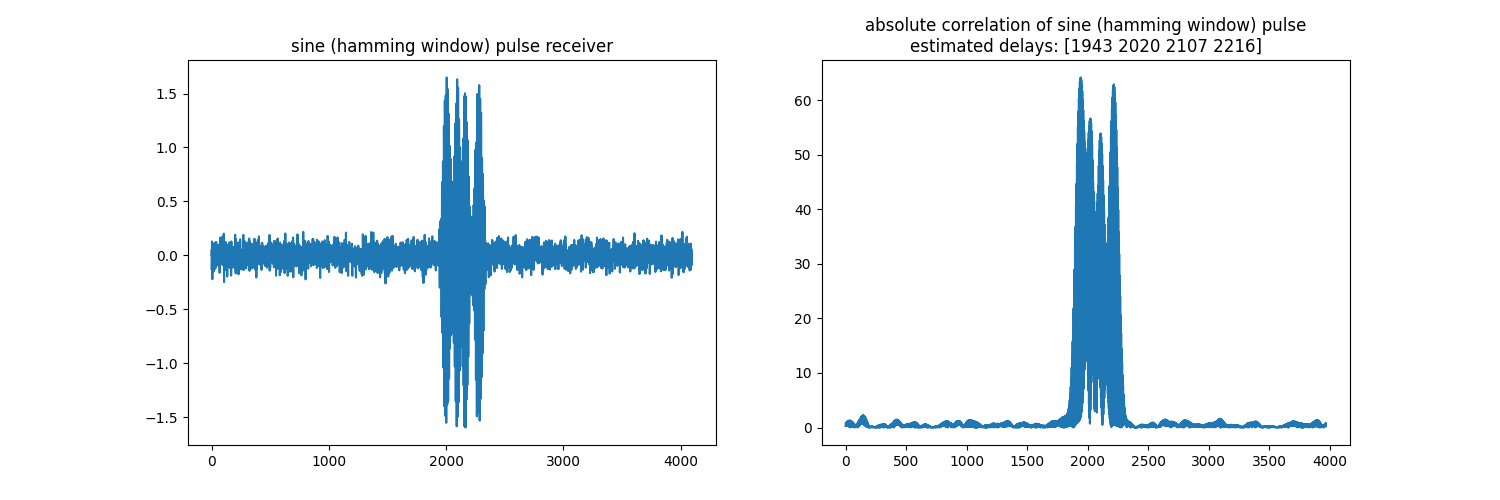 sine (hamming window) pulse receiver
1.5
1.0
0.5
0.0
−0.5
−1.0
−1.5
0 1000 2000 3000 4000
absolute correlation of sine (hamming window) pulse
estimated delays: [1943 2020 2107 2216]
60
50
40
30
20
10
0
0 500 1000 1500 2000 2500 3000 3500 4000